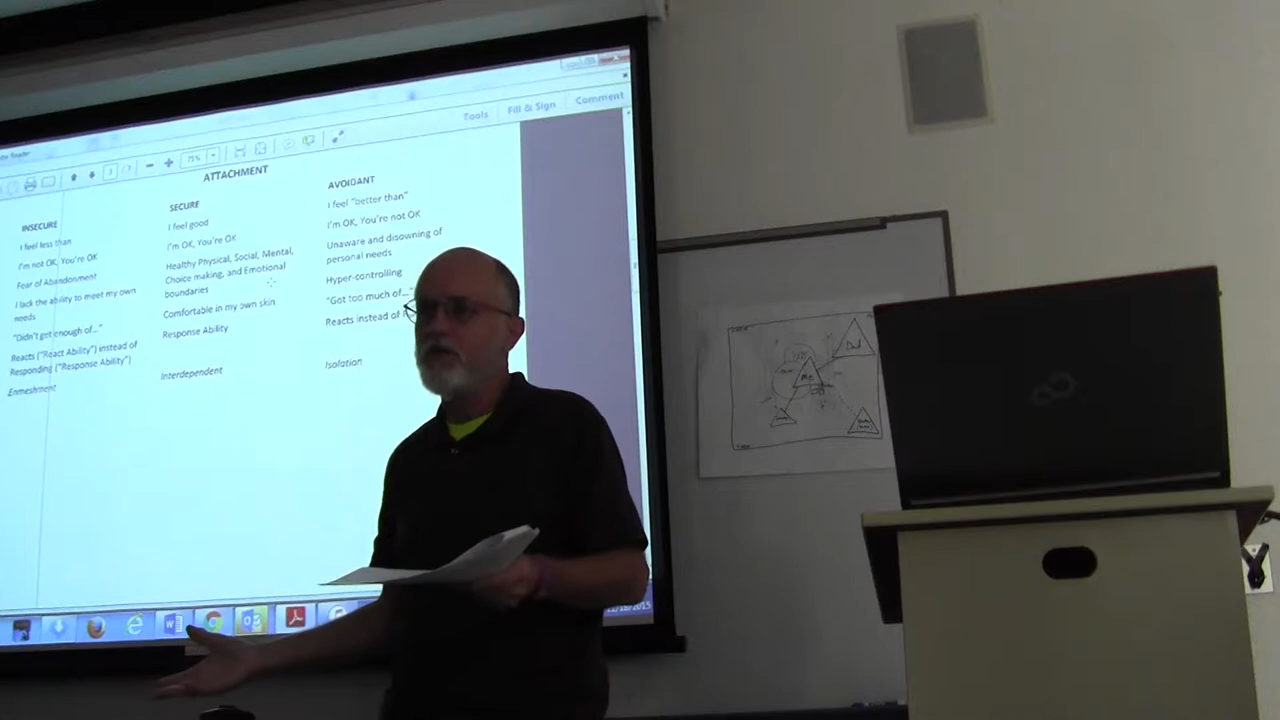 Tools
Fill & Sign
Comment
75%
ATTACHMENT
INSECURE
I feel less than
I'm not OK, You're OK
Fear of Abandonment
I lack the ability to meet my own
needs
"Didn't get enough of..."
Reacts ("React Ability") instead of
Responding ("Response Ability")
Enmeshment
SECURE
I feel good
I'm OK, You're OK
Healthy Physical, Social, Mental,
Choice making, and Emotional
boundaries
Comfortable in my own skin
Response Ability
Interdependent
AVOIDANT
I feel "better than"
I'm OK, You're not OK
Unaware and disowning of
personal needs
Hyper-controlling
"Got too much of..."
Reacts instead of
Isolation
Dad
Me